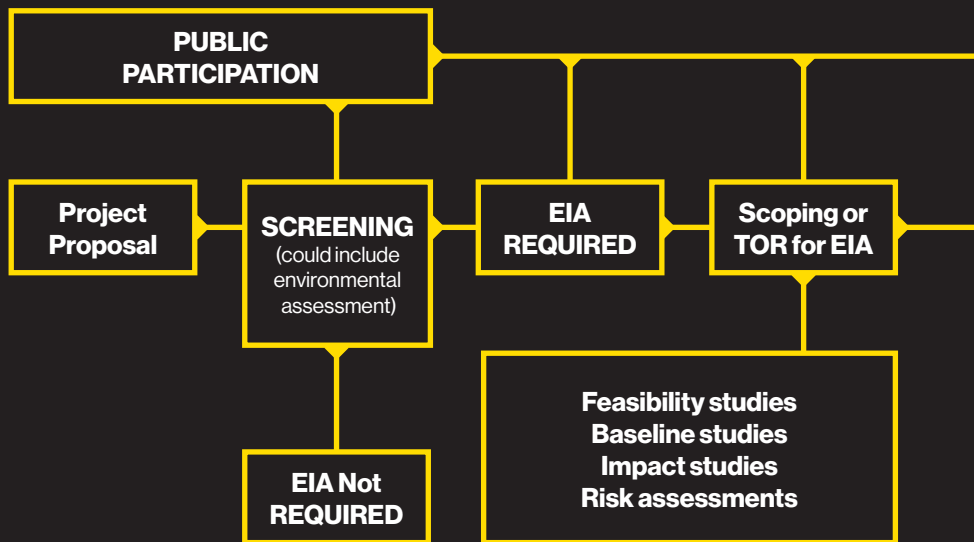 PUBLIC
PARTICIPATION
Project
Proposal
SCREENING
(could include
environmental
assessment)
EIA
REQUIRED
Scoping or
TOR for EIA
EIA Not
REQUIRED
Feasibility studies
Baseline studies
Impact studies
Risk assessments